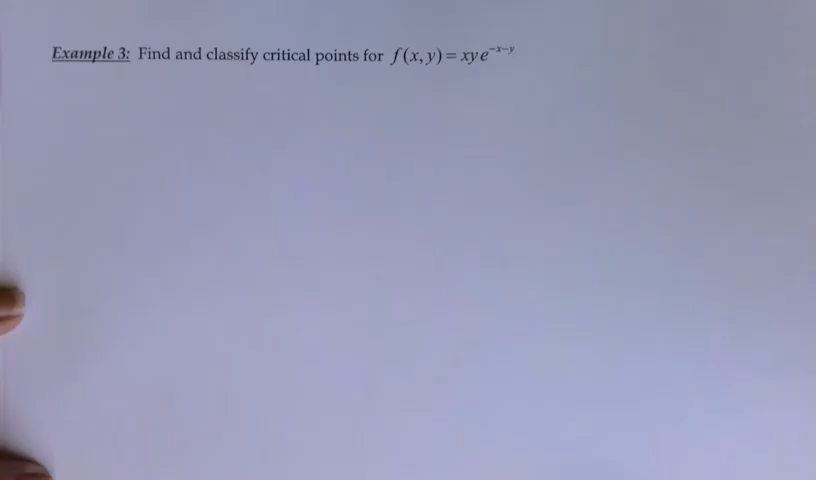 Example 3: Find and classify critical points for f(x,y) = xye^{-x-y}